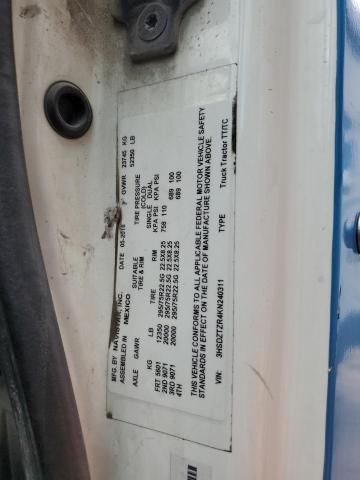 MFG. BY NAVISTAR, INC. DATE 05-2018 GVWR 23745 KG
ASSEMBLED IN MEXICO 52350 LB
SUITABLE TIRE PRESSURE
TIRE & RIM (COLD)
SINGLE DUAL
AXLE KG LB TIRE RIM KPA PSI KPA PSI
FRT 5601 12350 295/75R22.5G 22.5X8.25 758 110
2ND 9071 20000 295/75R22.5G 22.5X8.25 689 100
3RD 9071 20000 295/75R22.5G 22.5X8.25 689 100
4TH
THIS VEHICLE CONFORMS TO ALL APPLICABLE FEDERAL MOTOR VEHICLE SAFETY
STANDARDS IN EFFECT ON THE DATE OF MANUFACTURE SHOWN ABOVE.
VIN: 3HSDZTZR4KN240311 TYPE Truck Tractor TT/TC